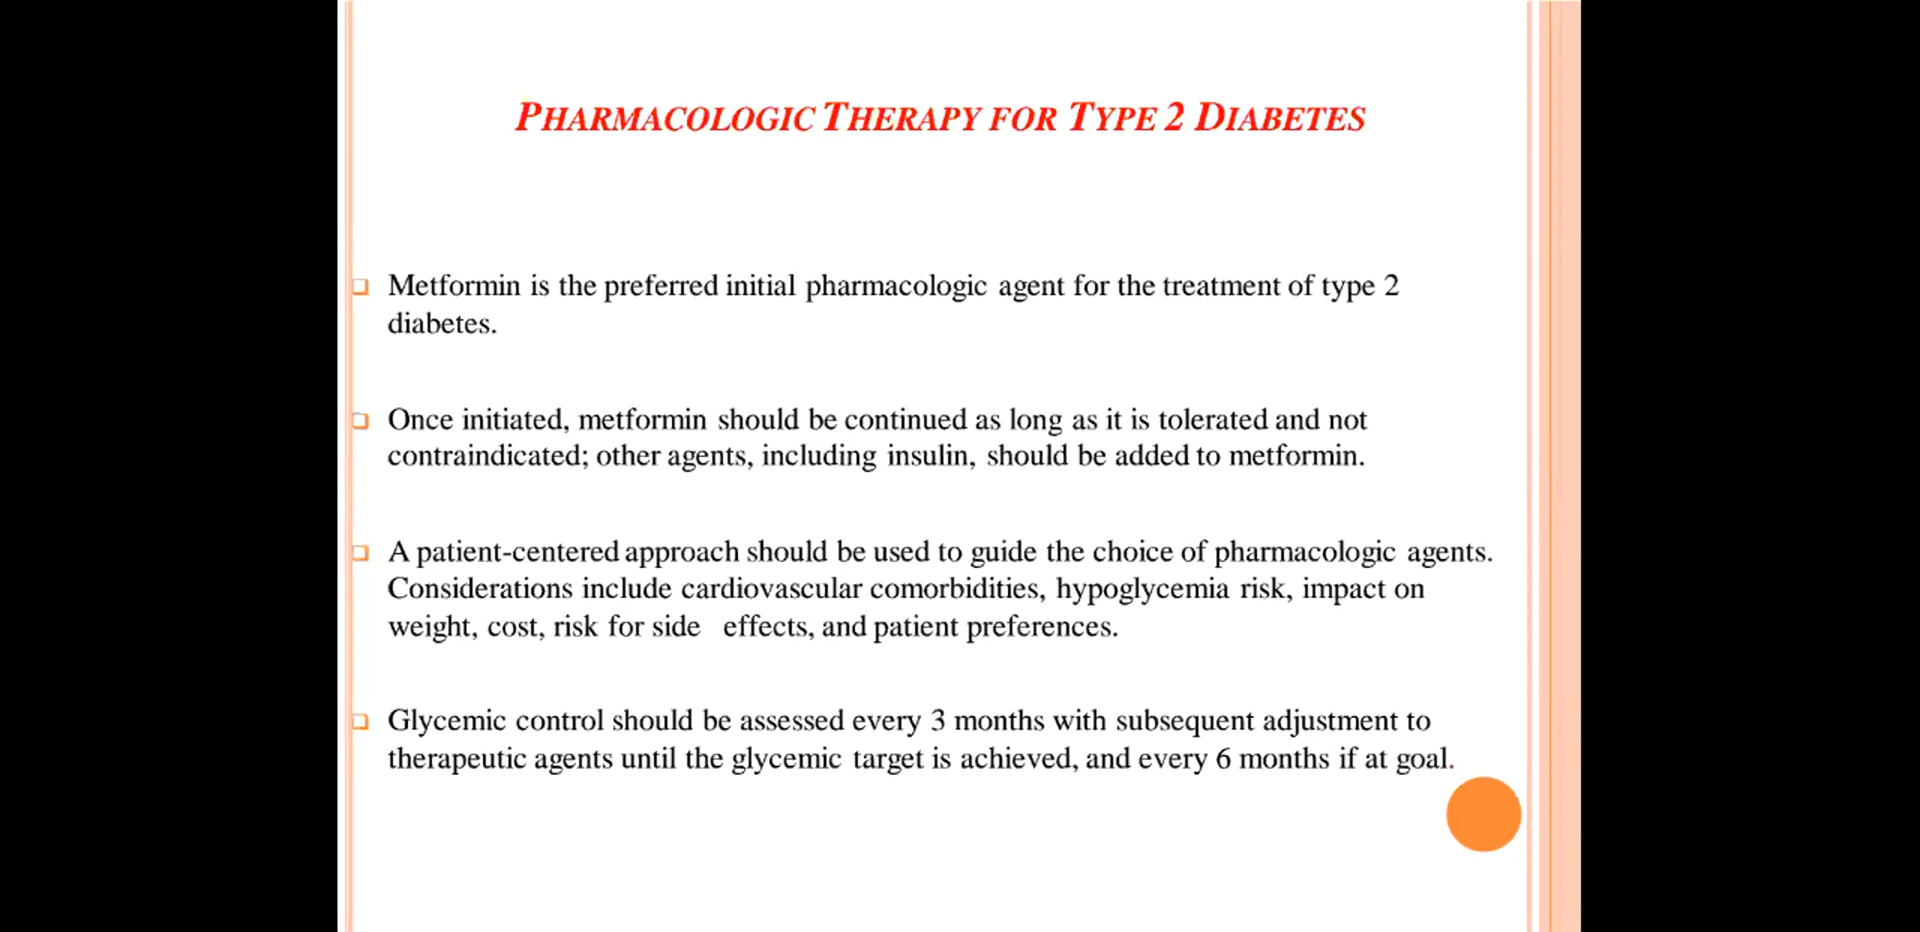 PHARMACOLOGIC THERAPY FOR TYPE 2 DIABETES
Metformin is the preferred initial pharmacologic agent for the treatment of type 2
diabetes.
Once initiated, metformin should be continued as long as it is tolerated and not
contraindicated; other agents, including insulin, should be added to metformin.
A patient-centered approach should be used to guide the choice of pharmacologic agents.
Considerations include cardiovascular comorbidities, hypoglycemia risk, impact on
weight, cost, risk for side effects, and patient preferences.
Glycemic control should be assessed every 3 months with subsequent adjustment to
therapeutic agents until the glycemic target is achieved, and every 6 months if at goal.